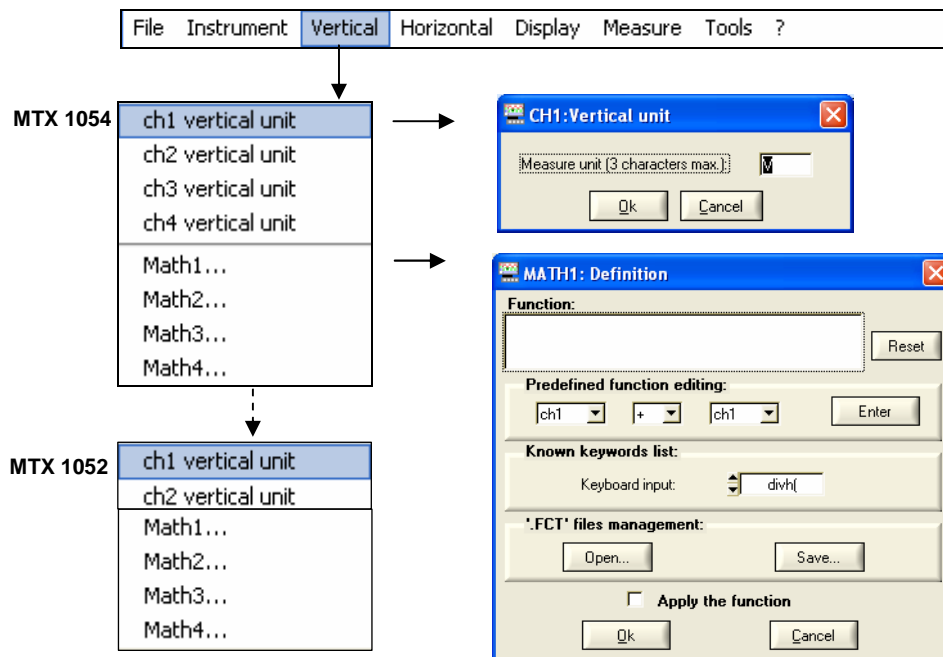 File Instrument Vertical Horizontal Display Measure Tools ?
MTX 1054
ch1 vertical unit
ch2 vertical unit
ch3 vertical unit
ch4 vertical unit
Math1...
Math2...
Math3...
Math4...
CH1:Vertical unit
Measure unit (3 characters max.): V
Ok Cancel
MATH1: Definition
Function:
Reset
Predefined function editing:
ch1 + ch1 Enter
Known keywords list:
Keyboard input: divh(
'.FCT' files management:
Open... Save...
Apply the function
Ok Cancel
MTX 1052
ch1 vertical unit
ch2 vertical unit
Math1...
Math2...
Math3...
Math4...